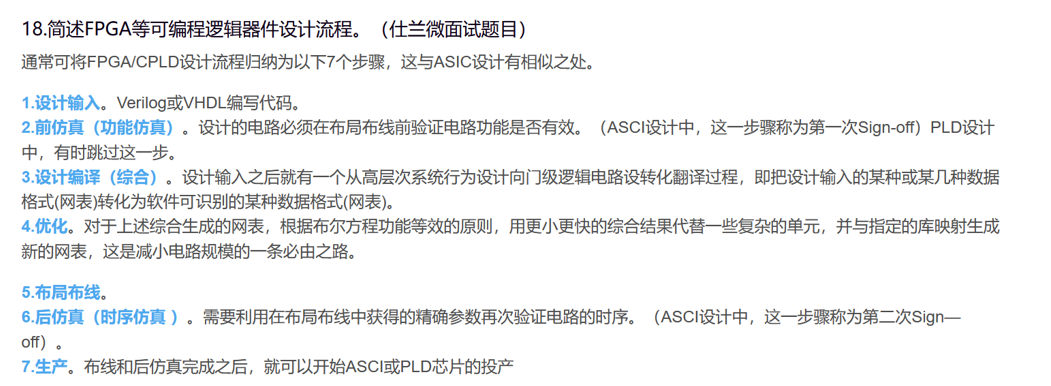 18.简述FPGA等可编程逻辑器件设计流程。（仕兰微面试题目）
通常可将FPGA/CPLD设计流程归纳为以下7个步骤，这与ASIC设计有相似之处。
1.设计输入。Verilog或VHDL编写代码。
2.前仿真（功能仿真）。设计的电路必须在布局布线前验证电路功能是否有效。（ASCI设计中，这一步骤称为第一次Sign-off）PLD设计
中，有时跳过这一步。
3.设计编译（综合）。设计输入之后就有一个从高层次系统行为设计向门级逻辑电路设转化翻译过程，即把设计输入的某种或某几种数据
格式(网表)转化为软件可识别的某种数据格式(网表)。
4.优化。对于上述综合生成的网表，根据布尔方程功能等效的原则，用更小更快的综合结果代替一些复杂的单元，并与指定的库映射生成
新的网表，这是减小电路规模的一条必由之路。
5.布局布线。
6.后仿真（时序仿真 ）。需要利用在布局布线中获得的精确参数再次验证电路的时序。（ASCI设计中，这一步骤称为第二次Sign—
off）。
7.生产。布线和后仿真完成之后，就可以开始ASCI或PLD芯片的投产